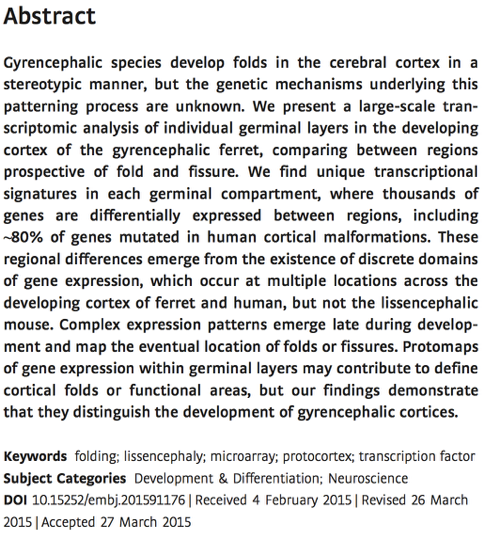 Abstract
Gyrencephalic species develop folds in the cerebral cortex in a
stereotypic manner, but the genetic mechanisms underlying this
patterning process are unknown. We present a large-scale tran-
scriptomic analysis of individual germinal layers in the developing
cortex of the gyrencephalic ferret, comparing between regions
prospective of fold and fissure. We find unique transcriptional
signatures in each germinal compartment, where thousands of
genes are differentially expressed between regions, including
~80% of genes mutated in human cortical malformations. These
regional differences emerge from the existence of discrete domains
of gene expression, which occur at multiple locations across the
developing cortex of ferret and human, but not the lissencephalic
mouse. Complex expression patterns emerge late during develop-
ment and map the eventual location of folds or fissures. Protomaps
of gene expression within germinal layers may contribute to define
cortical folds or functional areas, but our findings demonstrate
that they distinguish the development of gyrencephalic cortices.
Keywords folding; lissencephaly; microarray; protocortex; transcription factor
Subject Categories Development & Differentiation; Neuroscience
DOI 10.15252/embj.201591176 | Received 4 February 2015 | Revised 26 March
2015 | Accepted 27 March 2015